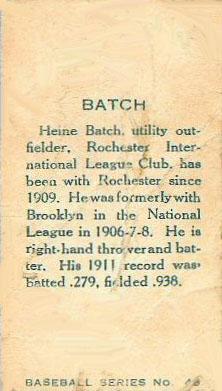 BATCH
Heine Batch, utility out-
fielder, Rochester Inter-
national League Club, has
been with Rochester since
1909. He was formerly with
Brooklyn in the National
League in 1906-7-8. He is
right-hand thrower and bat-
ter. His 1911 record was
batted .279, fielded .938.
BASEBALL SERIES No.